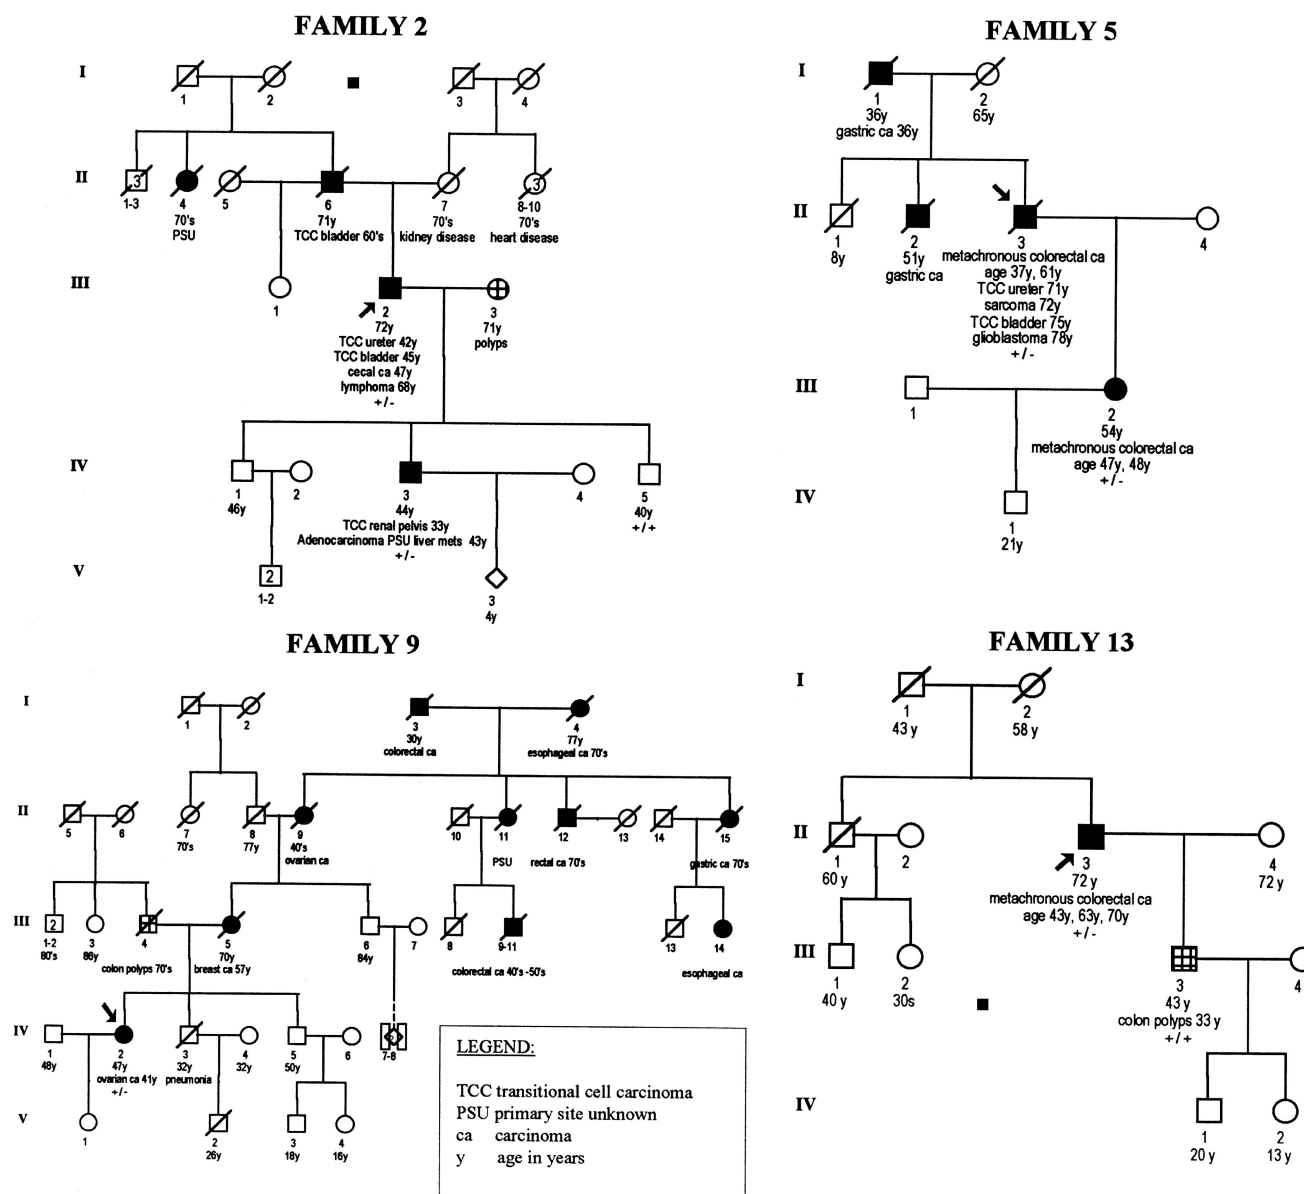 FAMILY 2
I
1
2
3
4
II
3
1-3
4
70's
PSU
5
6
71y
TCC bladder 60's
7
70's
kidney disease
3
8-10
70's
heart disease
III
1
2
72y
TCC ureter 42y
TCC bladder 45y
cecal ca 47y
lymphoma 68y
+/-
3
71y
polyps
IV
1
46y
2
3
44y
TCC renal pelvis 33y
Adenocarcinoma PSU liver mets 43y
+/-
4
5
40y
+/+
V
2
1-2
3
4y
FAMILY 5
I
1
36y
gastric ca 36y
2
65y
II
1
8y
2
51y
gastric ca
3
metachronous colorectal ca
age 37y, 61y
TCC ureter 71y
sarcoma 72y
TCC bladder 75y
glioblastoma 78y
+/-
4
III
1
2
54y
metachronous colorectal ca
age 47y, 48y
+/-
IV
1
21y
FAMILY 9
I
1
2
3
30y
colorectal ca
4
77y
esophageal ca 70's
II
5
6
7
70's
8
77y
9
40's
ovarian ca
10
11
PSU
12
rectal ca 70's
13
14
15
gastric ca 70's
III
2
1-2
80's
3
86y
4
colon polyps 70's
5
70y
breast ca 57y
6
84y
7
8
9-11
colorectal ca 40's -50's
13
14
esophageal ca
IV
1
48y
2
47y
ovarian ca 41y
+/-
3
32y
pneumonia
4
32y
5
50y
6
7-8
V
1
2
26y
3
18y
4
16y
LEGEND:
TCC transitional cell carcinoma
PSU primary site unknown
ca carcinoma
y age in years
FAMILY 13
I
1
43 y
2
58 y
II
1
60 y
2
3
72 y
metachronous colorectal ca
age 43y, 63y, 70y
+/-
4
72 y
III
1
40 y
2
30s
3
43 y
colon polyps 33 y
+/+
4
IV
1
20 y
2
13 y